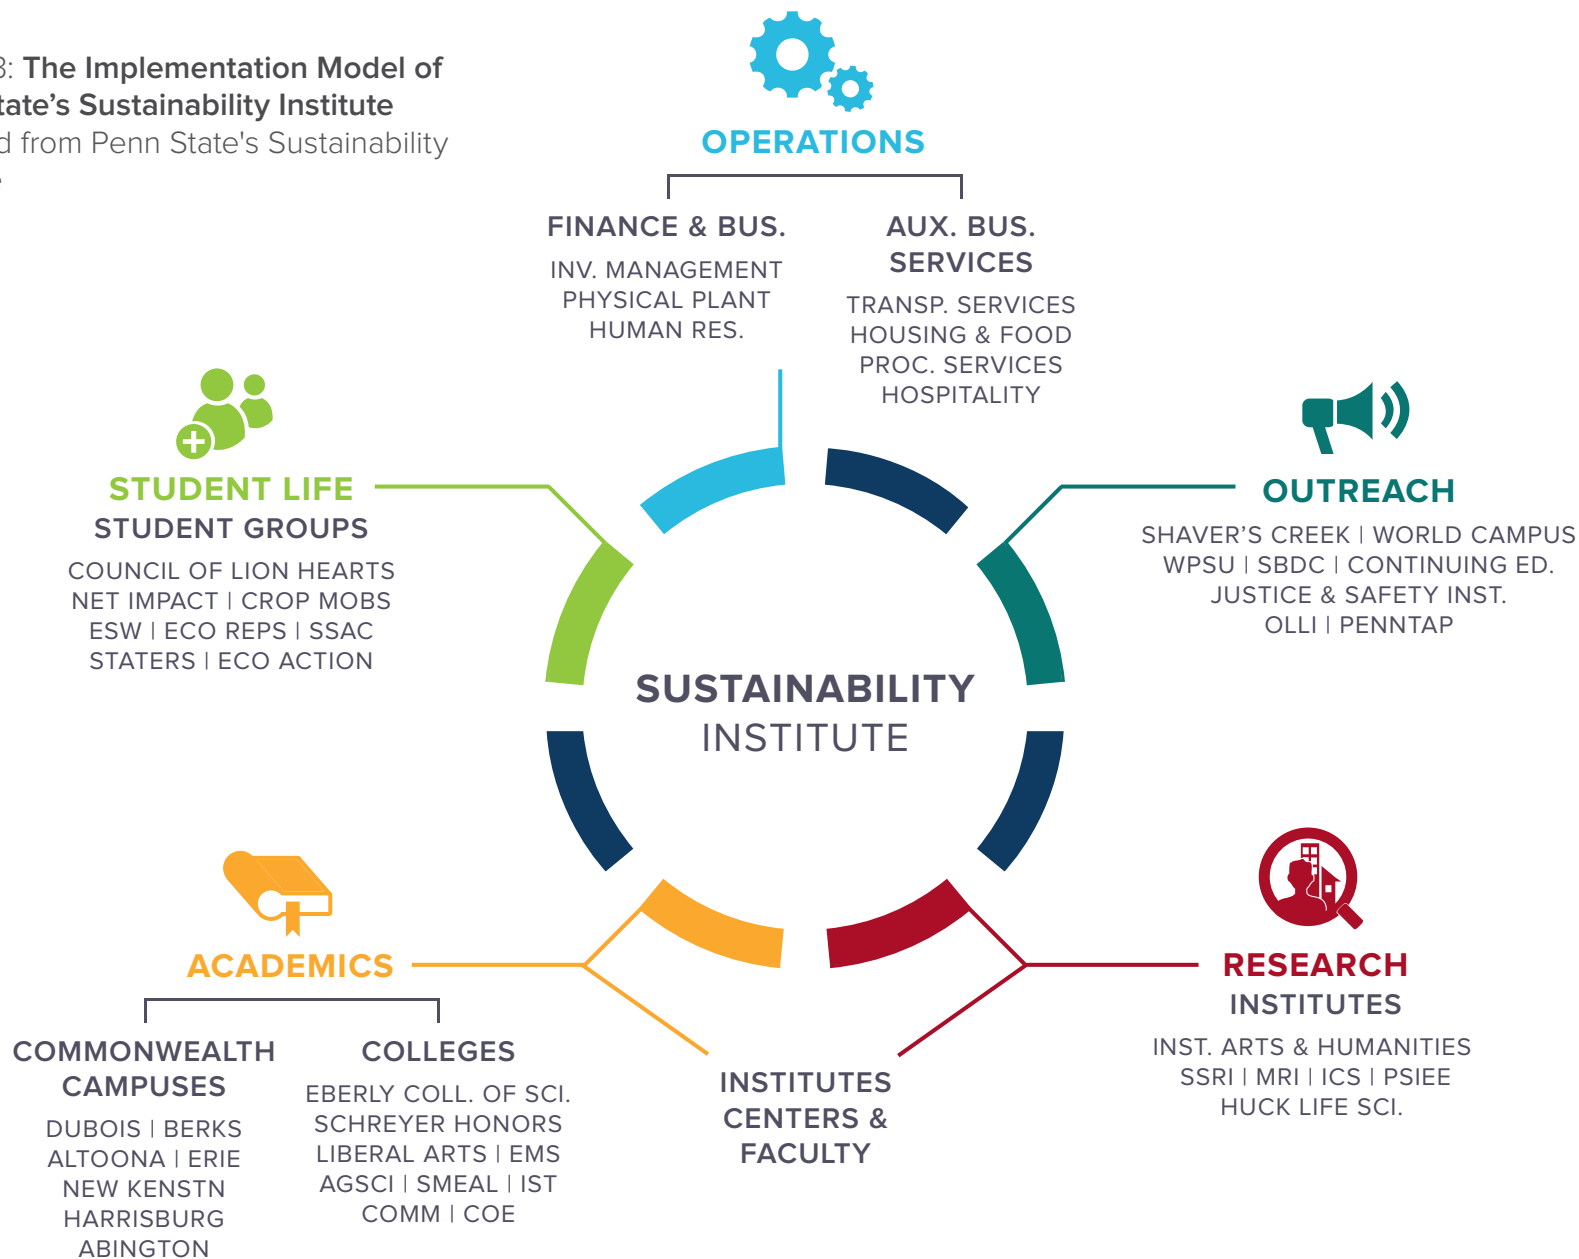 3: The Implementation Model of
tate's Sustainability Institute
d from Penn State's Sustainability
OPERATIONS
FINANCE & BUS.
INV. MANAGEMENT
PHYSICAL PLANT
HUMAN RES.
AUX. BUS.
SERVICES
TRANSP. SERVICES
HOUSING & FOOD
PROC. SERVICES
HOSPITALITY
STUDENT LIFE
STUDENT GROUPS
COUNCIL OF LION HEARTS
NET IMPACT | CROP MOBS
ESW | ECO REPS | SSAC
STATERS | ECO ACTION
OUTREACH
SHAVER'S CREEK | WORLD CAMPUS
WPSU | SBDC | CONTINUING ED.
JUSTICE & SAFETY INST.
OLLI | PENNTAP
SUSTAINABILITY
INSTITUTE
ACADEMICS
COMMONWEALTH
CAMPUSES
DUBOIS | BERKS
ALTOONA | ERIE
NEW KENSTN
HARRISBURG
ABINGTON
COLLEGES
EBERLY COLL. OF SCI.
SCHREYER HONORS
LIBERAL ARTS | EMS
AGSCI | SMEAL | IST
COMM | COE
INSTITUTES
CENTERS &
FACULTY
RESEARCH
INSTITUTES
INST. ARTS & HUMANITIES
SSRI | MRI | ICS | PSIEE
HUCK LIFE SCI.